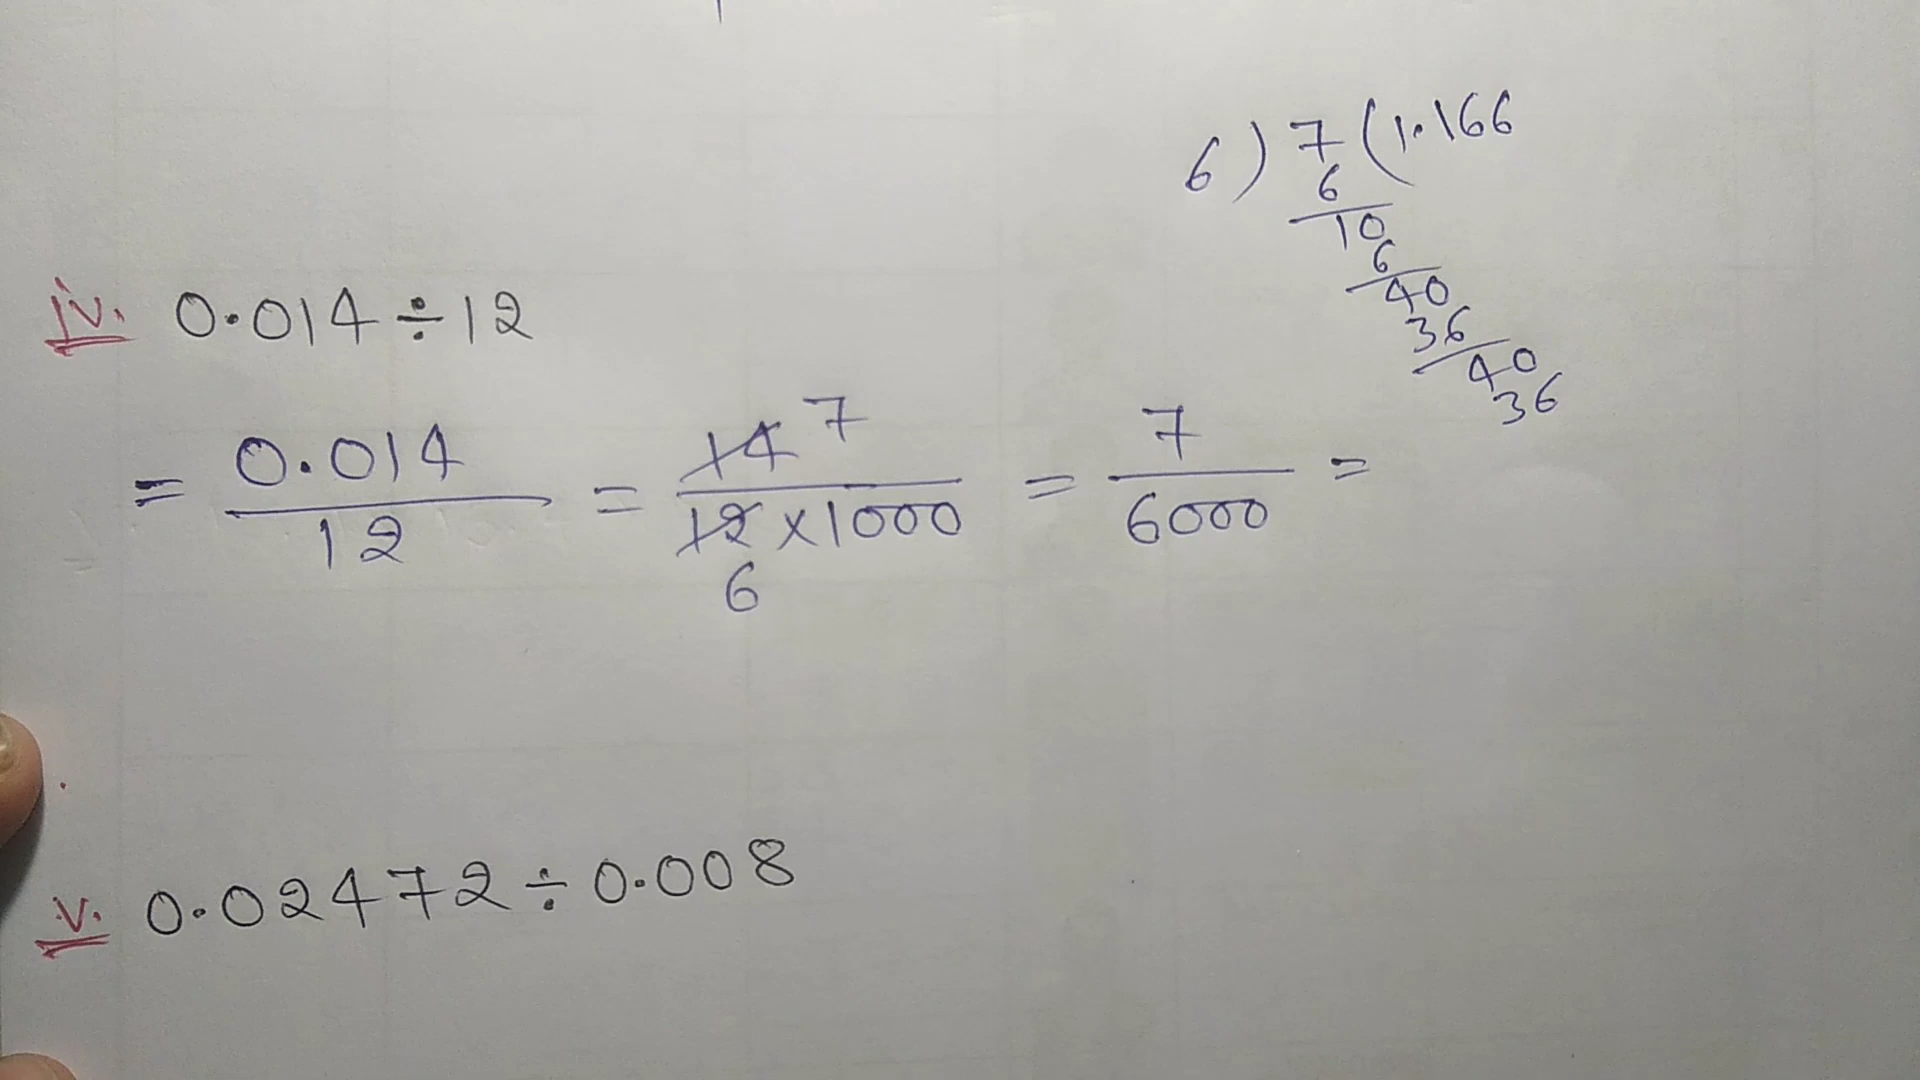 6) 7 (1.166
6
10
6
40
36
40
36
iv. 0.014 ÷ 12
= 0.014 / 12 = 14 7 / 12 × 1000 6 = 7 / 6000 =
v. 0.02472 ÷ 0.008